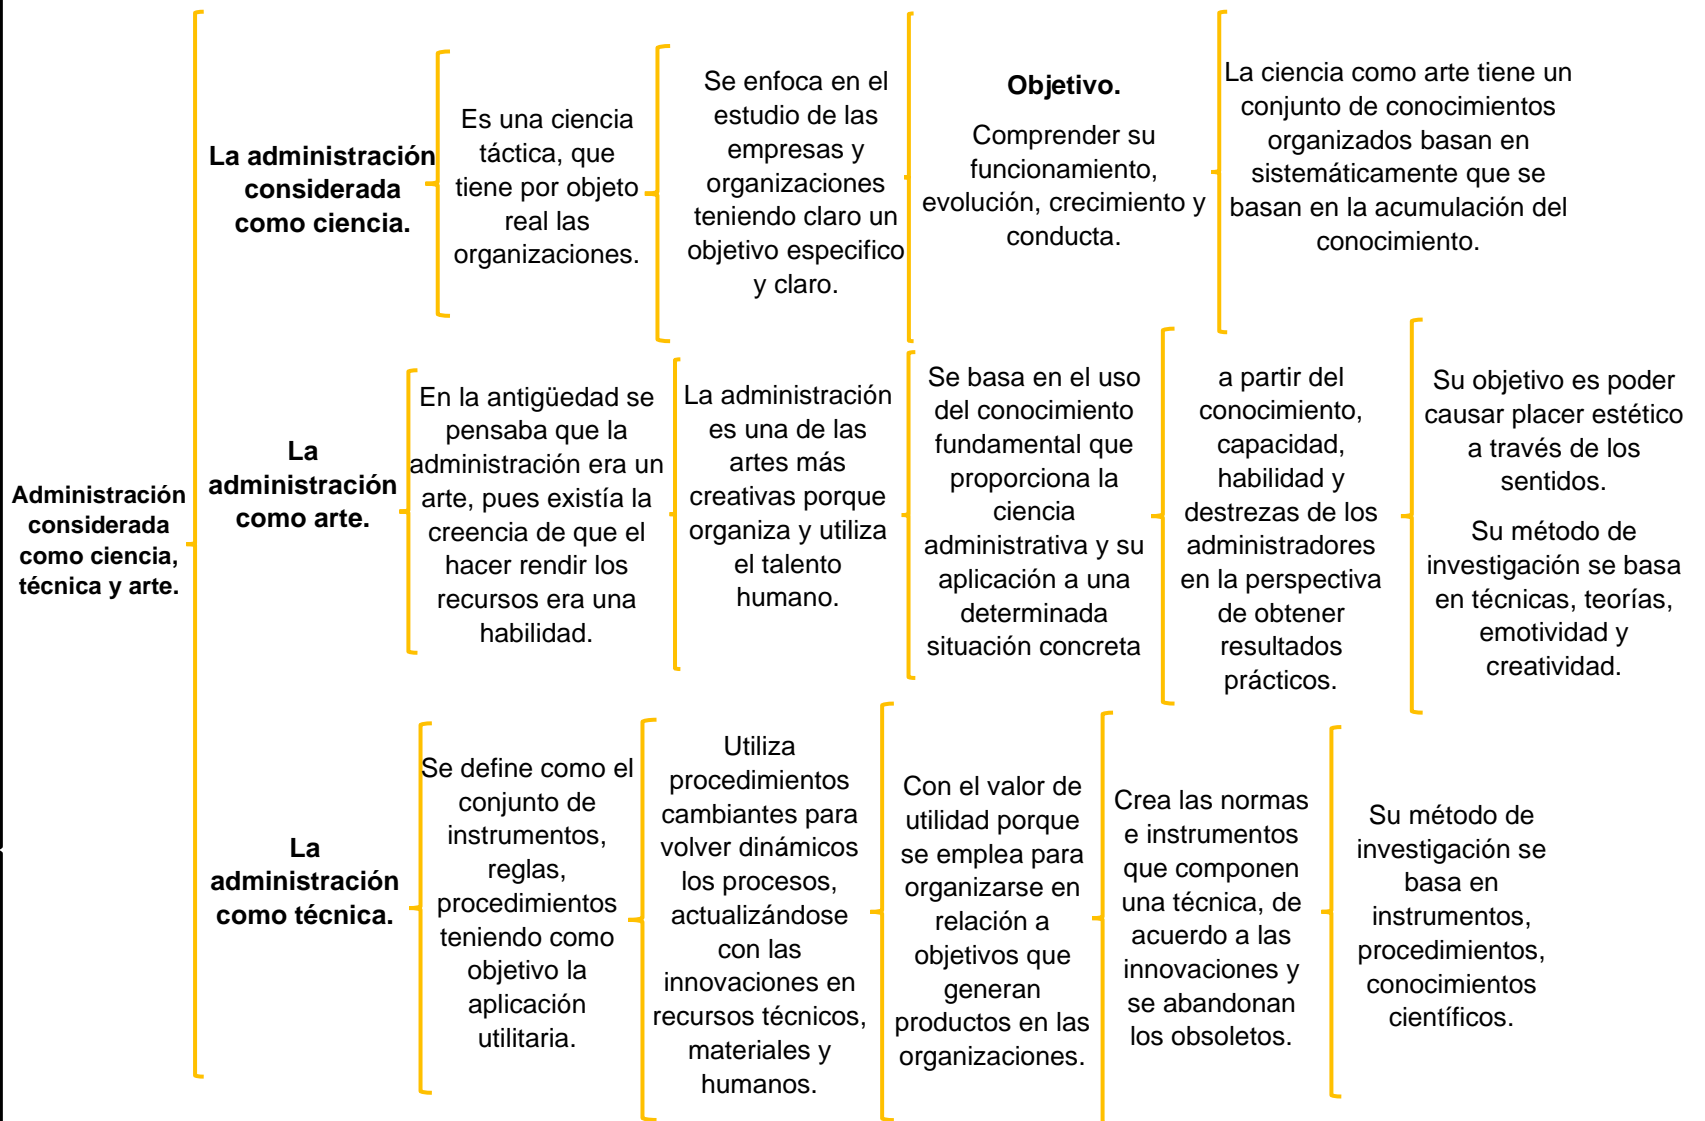 Administración
considerada
como ciencia,
técnica y arte.
La administración
considerada
como ciencia.
Es una ciencia
táctica, que
tiene por objeto
real las
organizaciones.
Se enfoca en el
estudio de las
empresas y
organizaciones
teniendo claro un
objetivo especifico
y claro.
Objetivo.
Comprender su
funcionamiento,
evolución, crecimiento y
conducta.
La ciencia como arte tiene un
conjunto de conocimientos
organizados basan en
sistemáticamente que se
basan en la acumulación del
conocimiento.
La
administración
como arte.
En la antigüedad se
pensaba que la
administración era un
arte, pues existía la
creencia de que el
hacer rendir los
recursos era una
habilidad.
La administración
es una de las
artes más
creativas porque
organiza y utiliza
el talento
humano.
Se basa en el uso
del conocimiento
fundamental que
proporciona la
ciencia
administrativa y su
aplicación a una
determinada
situación concreta
a partir del
conocimiento,
capacidad,
habilidad y
destrezas de los
administradores
en la perspectiva
de obtener
resultados
prácticos.
Su objetivo es poder
causar placer estético
a través de los
sentidos.
Su método de
investigación se basa
en técnicas, teorías,
emotividad y
creatividad.
La
administración
como técnica.
Se define como el
conjunto de
instrumentos,
reglas,
procedimientos
teniendo como
objetivo la
aplicación
utilitaria.
Utiliza
procedimientos
cambiantes para
volver dinámicos
los procesos,
actualizándose
con las
innovaciones en
recursos técnicos,
materiales y
humanos.
Con el valor de
utilidad porque
se emplea para
organizarse en
relación a
objetivos que
generan
productos en las
organizaciones.
Crea las normas
e instrumentos
que componen
una técnica, de
acuerdo a las
innovaciones y
se abandonan
los obsoletos.
Su método de
investigación se
basa en
instrumentos,
procedimientos,
conocimientos
científicos.